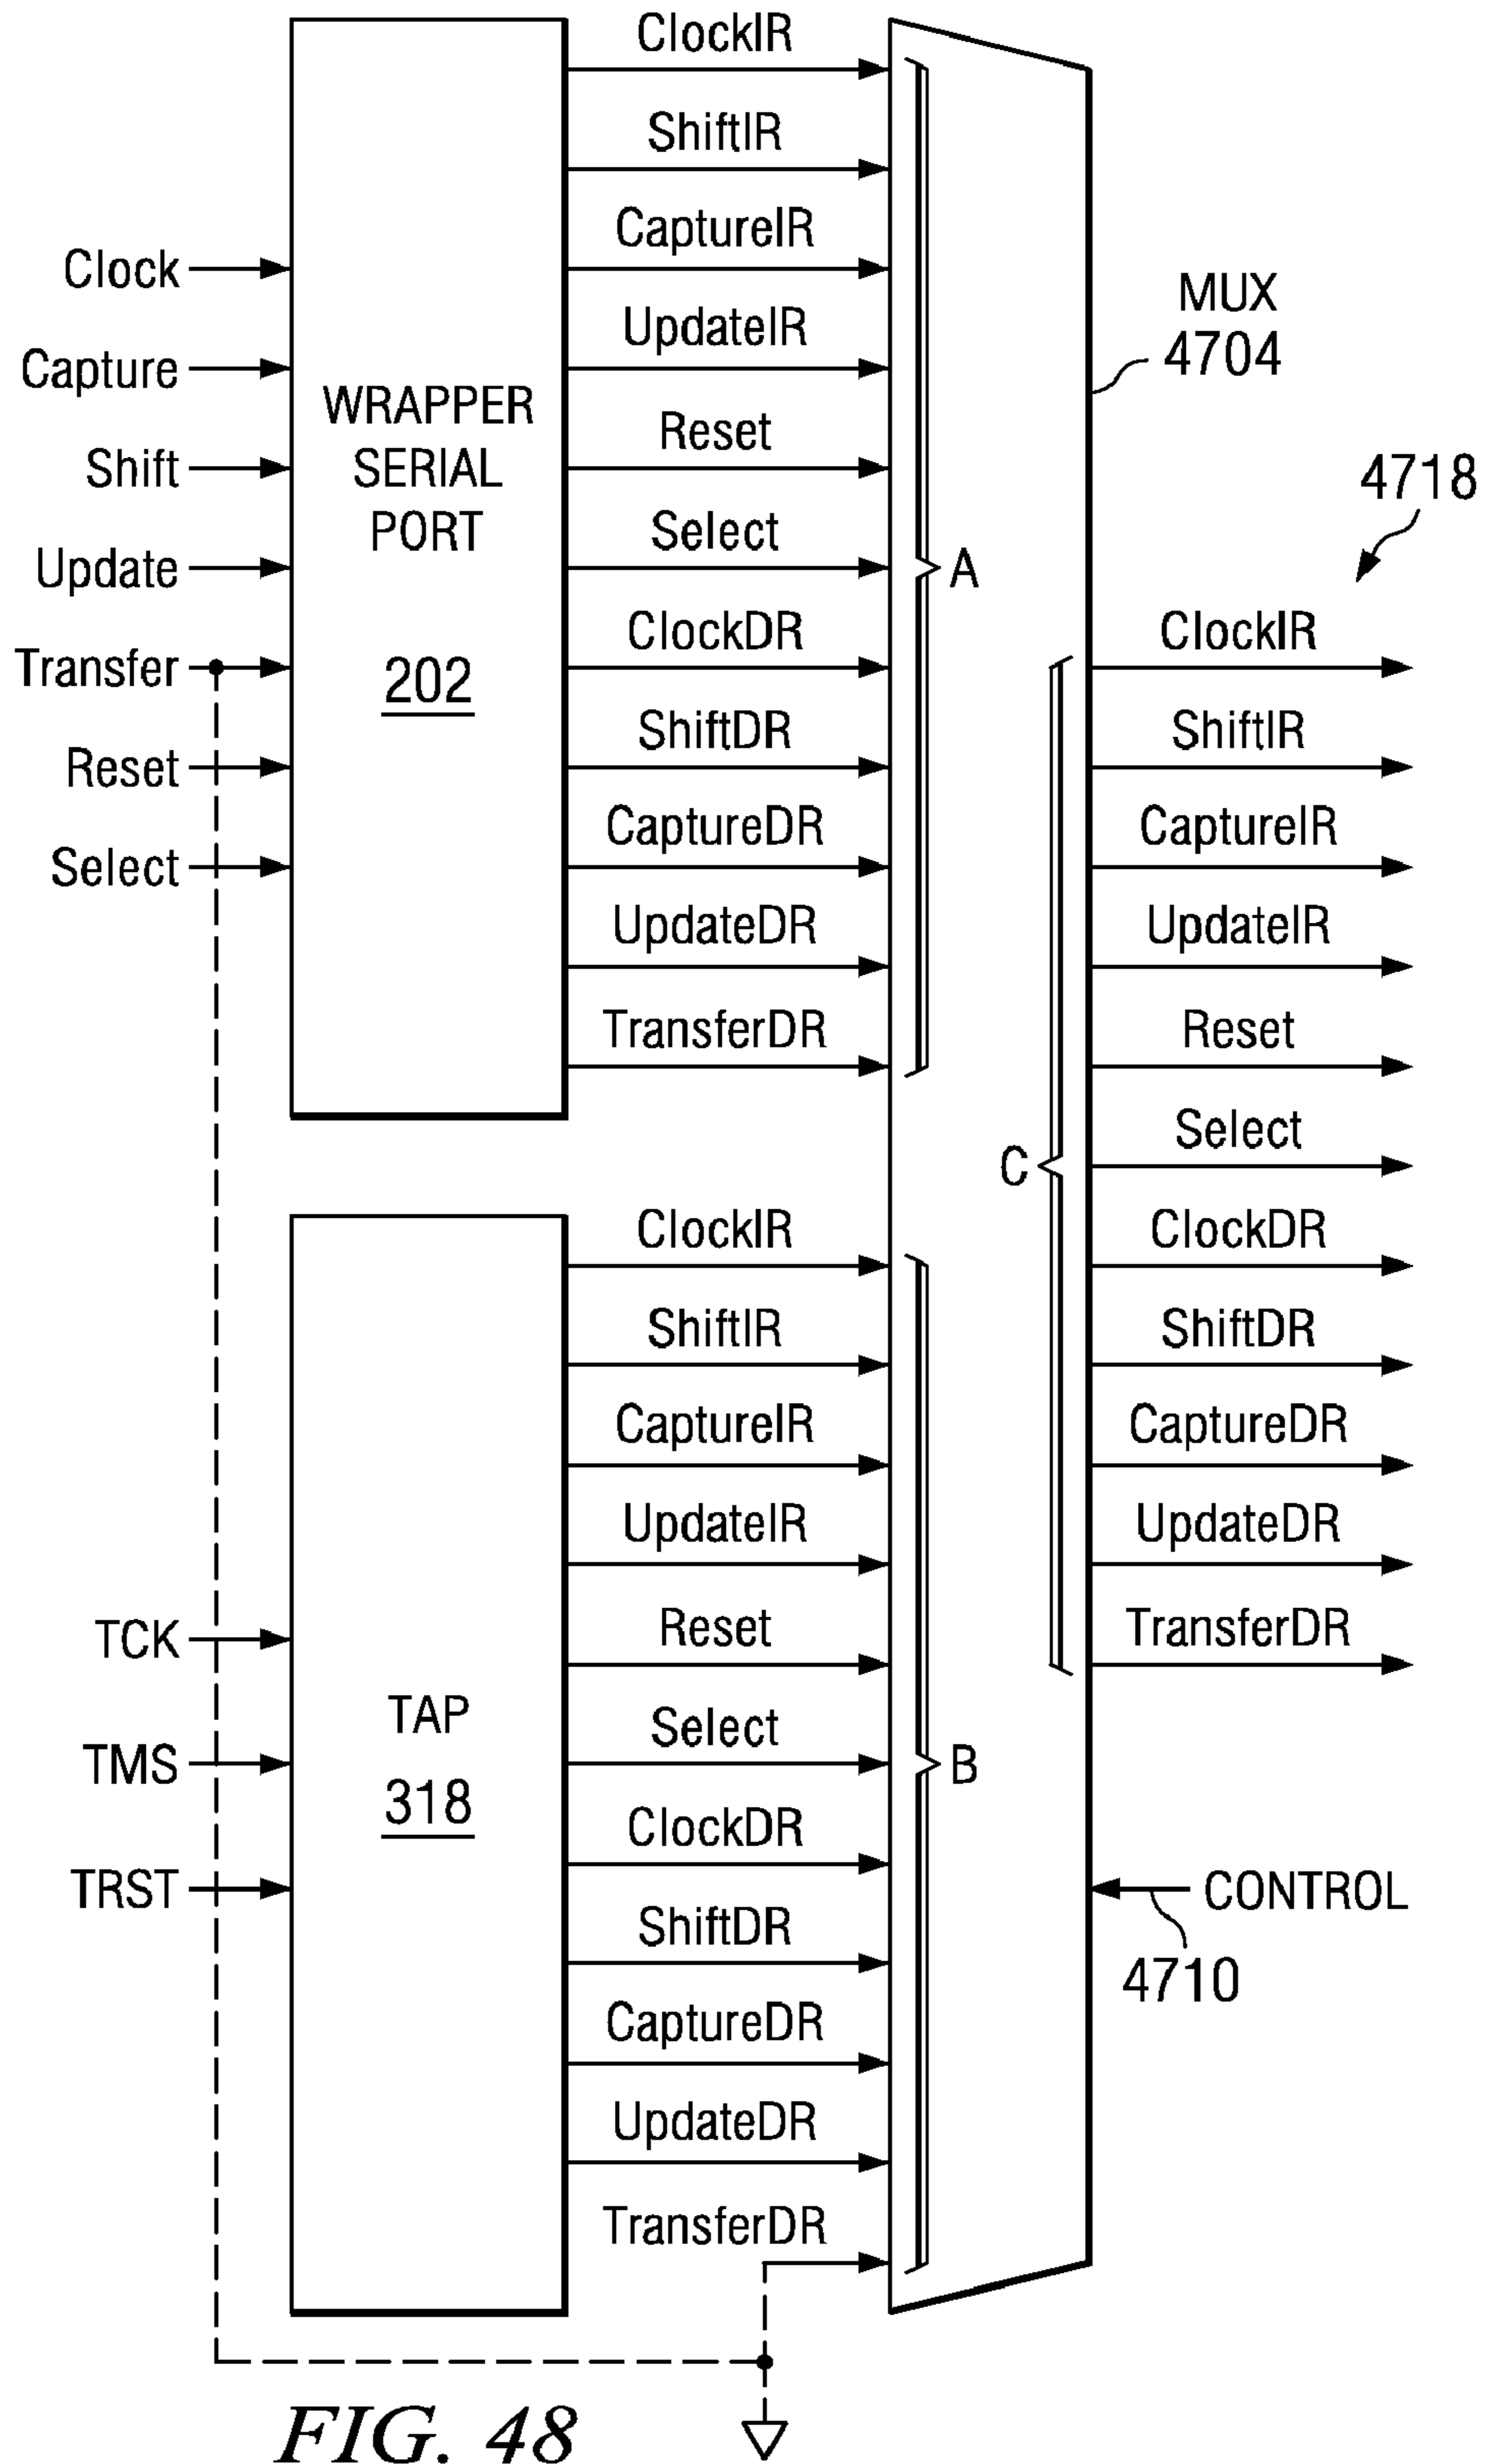 Clock
Capture
Shift
Update
Transfer
Reset
Select
WRAPPER
SERIAL
PORT
202
ClockIR
ShiftIR
CaptureIR
UpdateIR
Reset
Select
ClockDR
ShiftDR
CaptureDR
UpdateDR
TransferDR
A
TCK
TMS
TRST
TAP
318
ClockIR
ShiftIR
CaptureIR
UpdateIR
Reset
Select
ClockDR
ShiftDR
CaptureDR
UpdateDR
TransferDR
B
C
MUX
4704
4718
ClockIR
ShiftIR
CaptureIR
UpdateIR
Reset
Select
ClockDR
ShiftDR
CaptureDR
UpdateDR
TransferDR
CONTROL
4710
FIG. 48